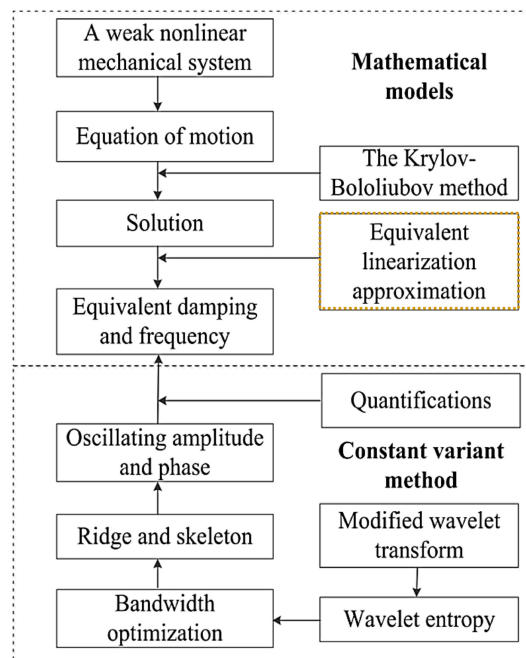 A weak nonlinear
mechanical system
Mathematical
models
Equation of motion
The Krylov-
Bololiubov method
Solution
Equivalent
linearization
approximation
Equivalent damping
and frequency
Quantifications
Oscillating amplitude
and phase
Constant variant
method
Ridge and skeleton
Modified wavelet
transform
Bandwidth
optimization
Wavelet entropy